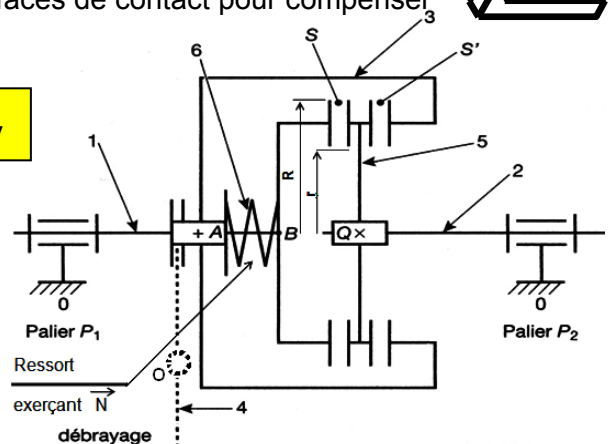 faces de contact pour compenser
3
S
6
S'
1
5
R
r
2
+ A
B
Q×
0
0
Palier P₁
Palier P₂
Ressort
O
exerçant N
4
débrayage